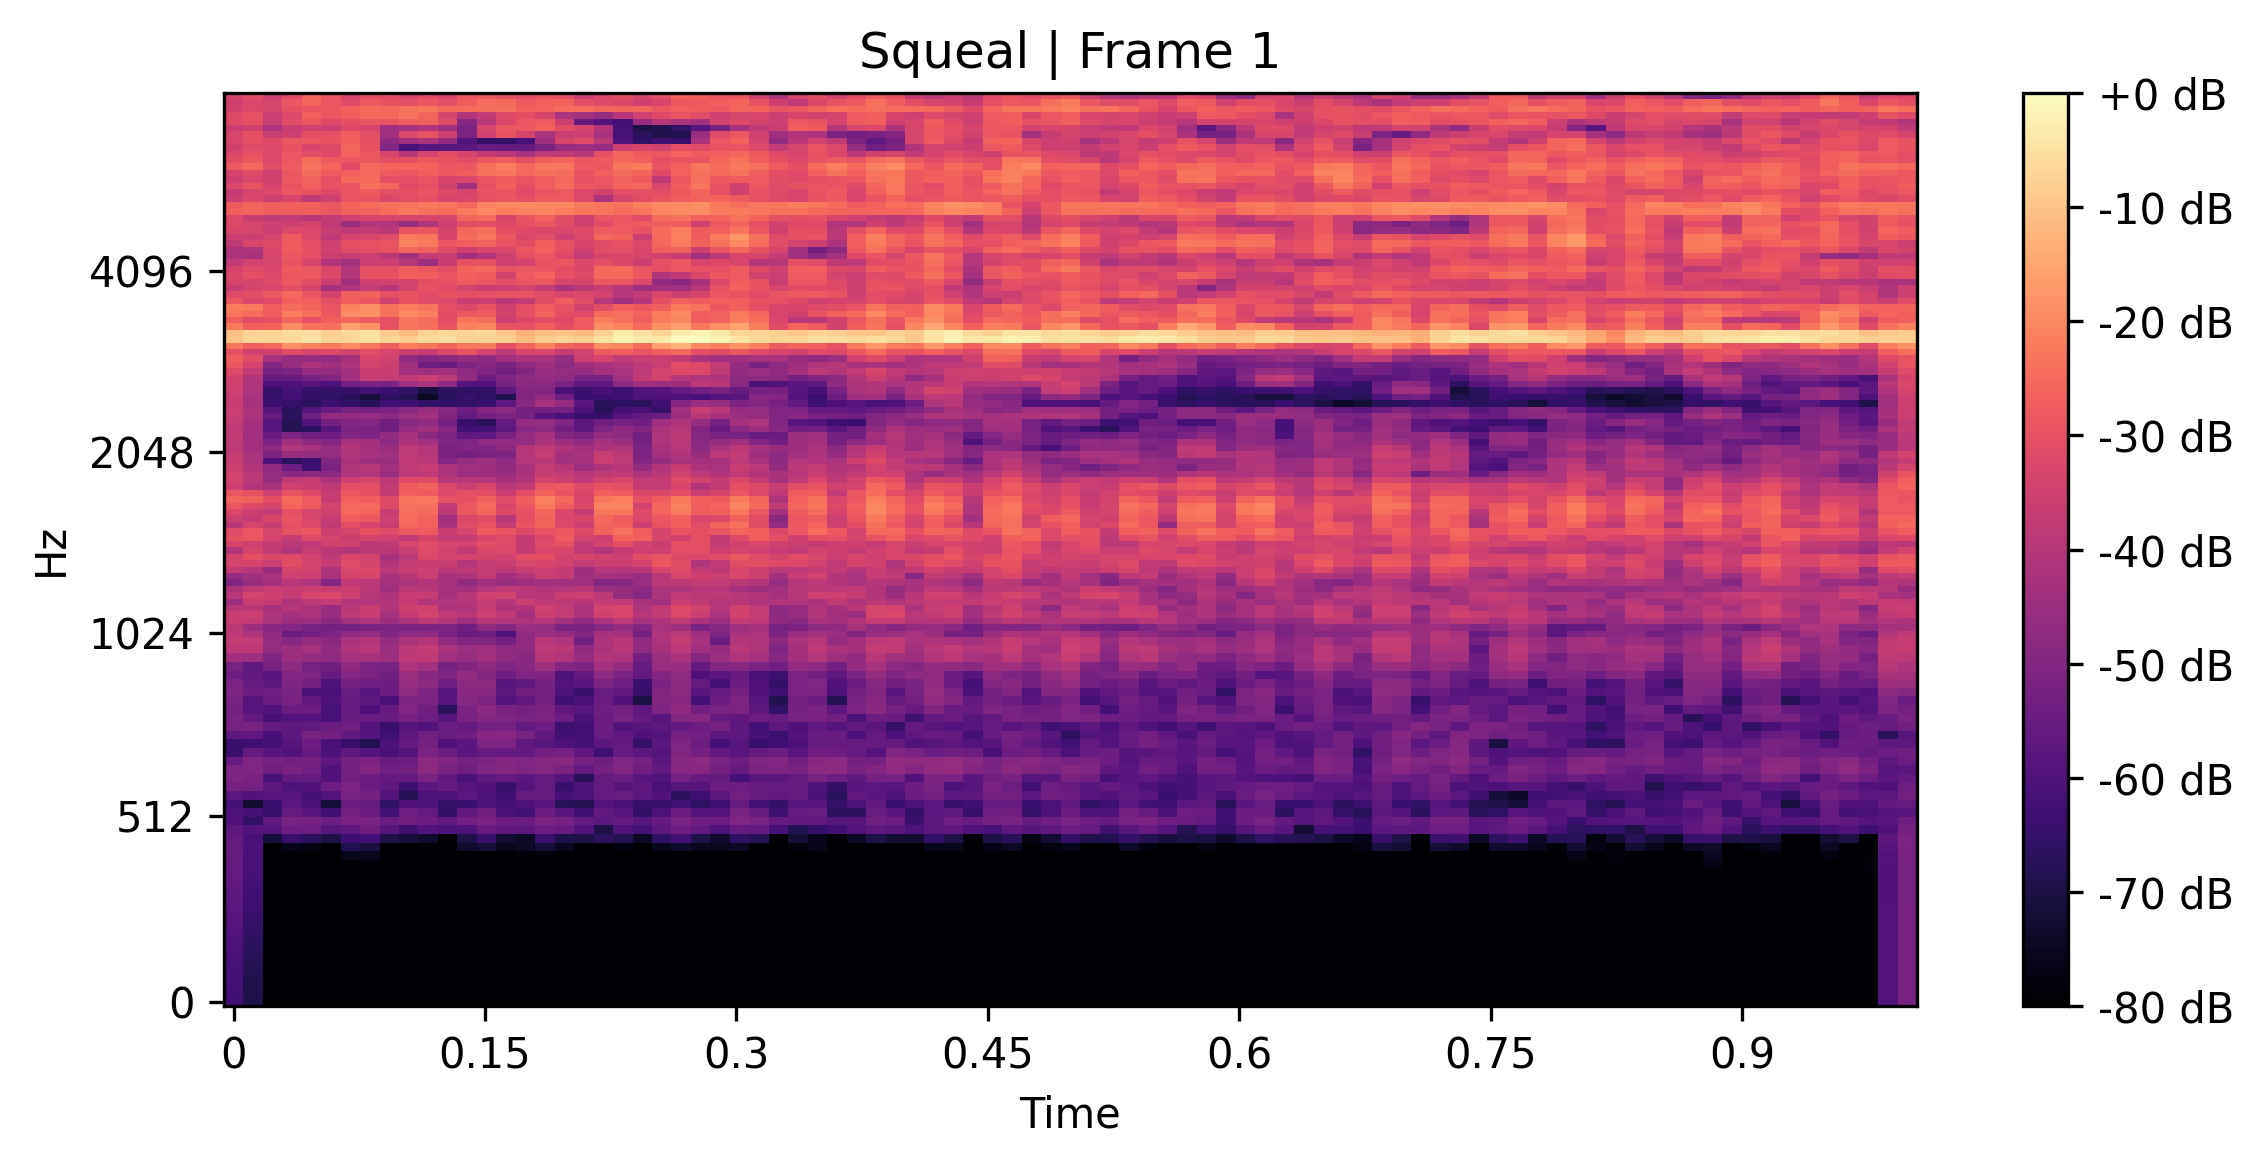 Squeal | Frame 1
+0 dB
-10 dB
-20 dB
-30 dB
-40 dB
-50 dB
-60 dB
-70 dB
-80 dB
Hz
4096
2048
1024
512
0
0 0.15 0.3 0.45 0.6 0.75 0.9
Time